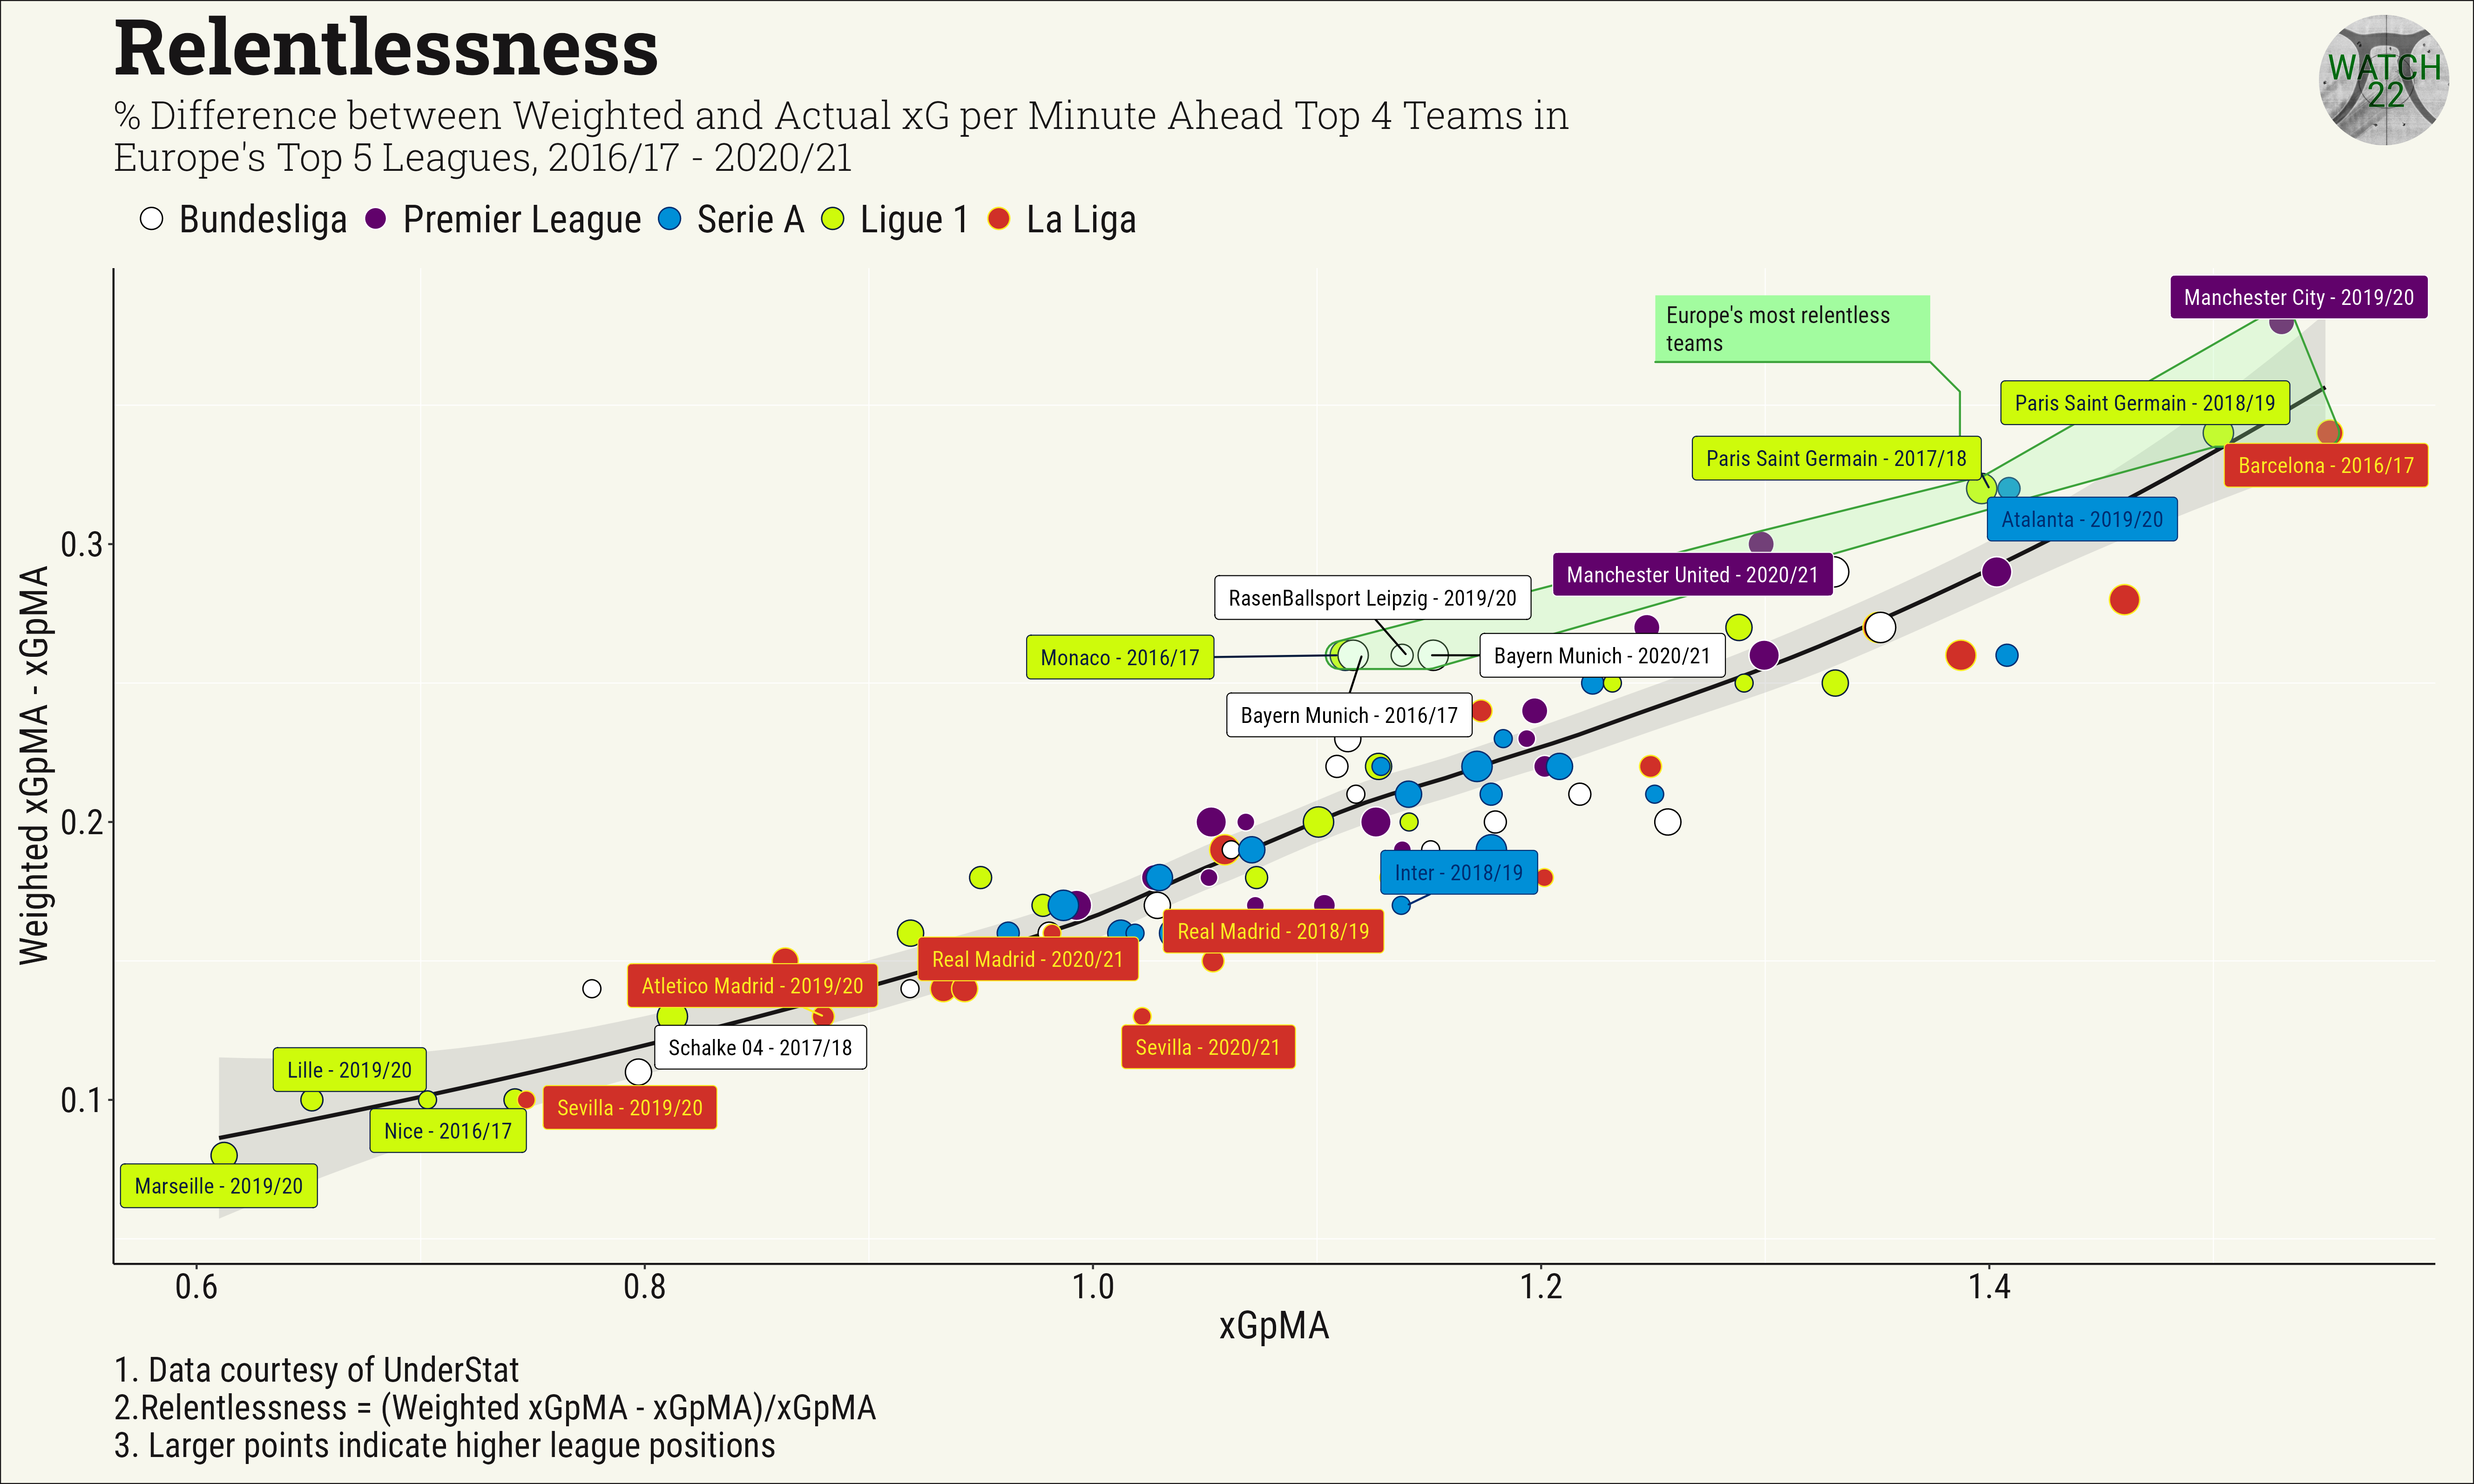 Relentlessness
WATCH
22
% Difference between Weighted and Actual xG per Minute Ahead Top 4 Teams in
Europe's Top 5 Leagues, 2016/17 - 2020/21
Bundesliga Premier League Serie A Ligue 1 La Liga
Manchester City - 2019/20
Europe's most relentless
teams
Paris Saint Germain - 2018/19
Paris Saint Germain - 2017/18
Barcelona - 2016/17
Atalanta - 2019/20
Manchester United - 2020/21
RasenBallsport Leipzig - 2019/20
Monaco - 2016/17
Bayern Munich - 2020/21
Bayern Munich - 2016/17
Inter - 2018/19
Real Madrid - 2018/19
Real Madrid - 2020/21
Atletico Madrid - 2019/20
Schalke 04 - 2017/18
Sevilla - 2020/21
Lille - 2019/20
Sevilla - 2019/20
Nice - 2016/17
Marseille - 2019/20
Weighted xGpMA - xGpMA
0.3
0.2
0.1
0.6 0.8 1.0 1.2 1.4
xGpMA
1. Data courtesy of UnderStat
2.Relentlessness = (Weighted xGpMA - xGpMA)/xGpMA
3. Larger points indicate higher league positions